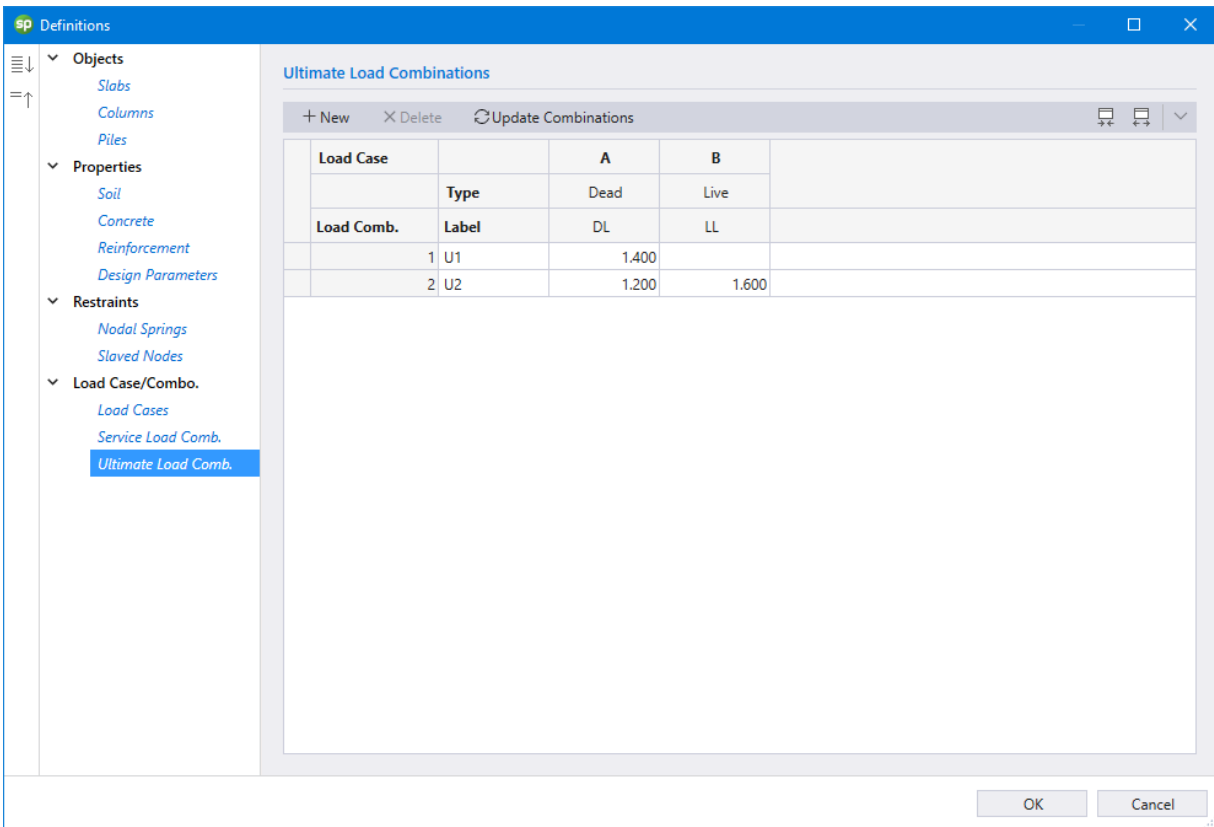 sp Definitions
Objects
Slabs
Columns
Piles
Properties
Soil
Concrete
Reinforcement
Design Parameters
Restraints
Nodal Springs
Slaved Nodes
Load Case/Combo.
Load Cases
Service Load Comb.
Ultimate Load Comb.
Ultimate Load Combinations
New Delete Update Combinations
Load Case A B
Type Dead Live
Load Comb. Label DL LL
1 U1 1.400
2 U2 1.200 1.600
OK Cancel